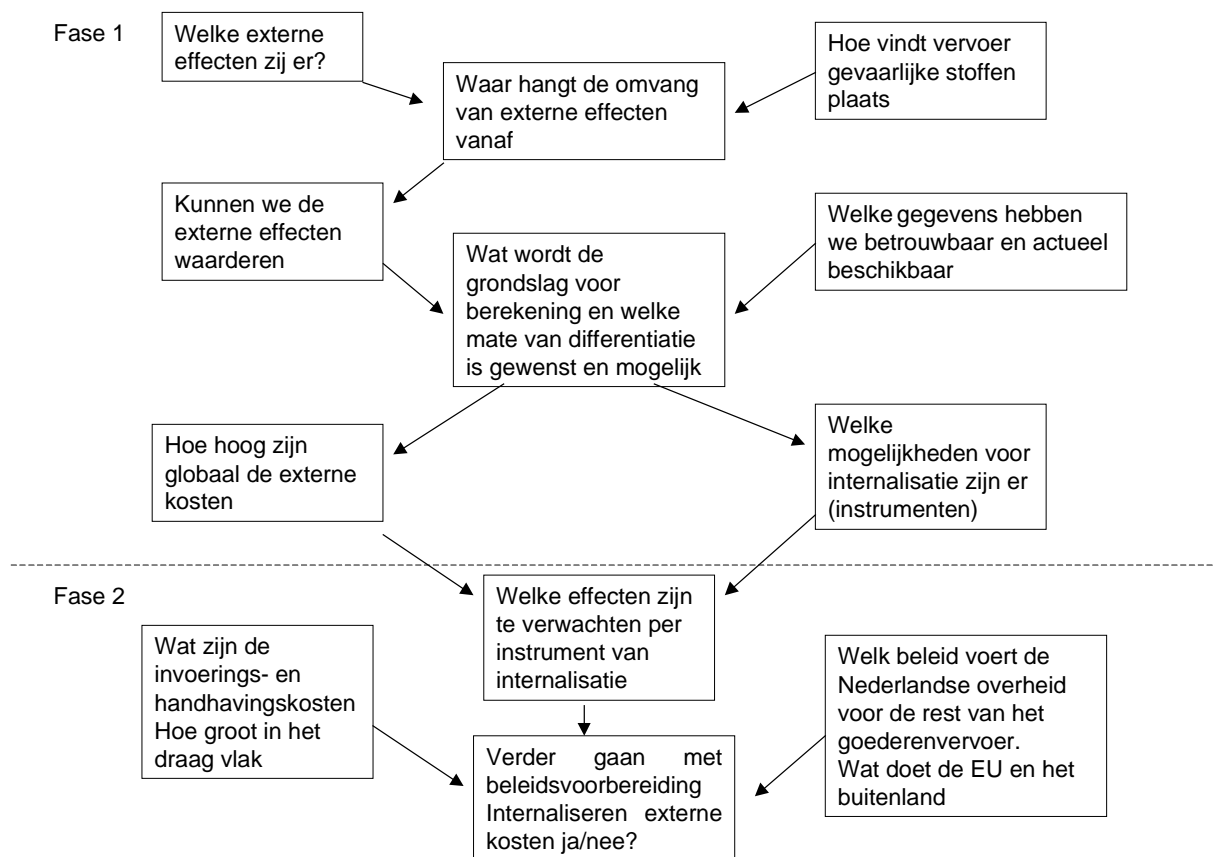 Fase 1
Welke externe
effecten zij er?
Hoe vindt vervoer
gevaarlijke stoffen
plaats
Waar hangt de omvang
van externe effecten
vanaf
Kunnen we de
externe effecten
waarderen
Welke gegevens hebben
we betrouwbaar en actueel
beschikbaar
Wat wordt de
grondslag voor
berekening en welke
mate van differentiatie
is gewenst en mogelijk
Hoe hoog zijn
globaal de externe
kosten
Welke
mogelijkheden voor
internalisatie zijn er
(instrumenten)
Fase 2
Welke effecten zijn
te verwachten per
instrument van
internalisatie
Wat zijn de
invoerings- en
handhavingskosten
Hoe groot in het
draag vlak
Welk beleid voert de
Nederlandse overheid
voor de rest van het
goederenvervoer.
Wat doet de EU en het
buitenland
Verder gaan met
beleidsvoorbereiding
Internaliseren externe
kosten ja/nee?